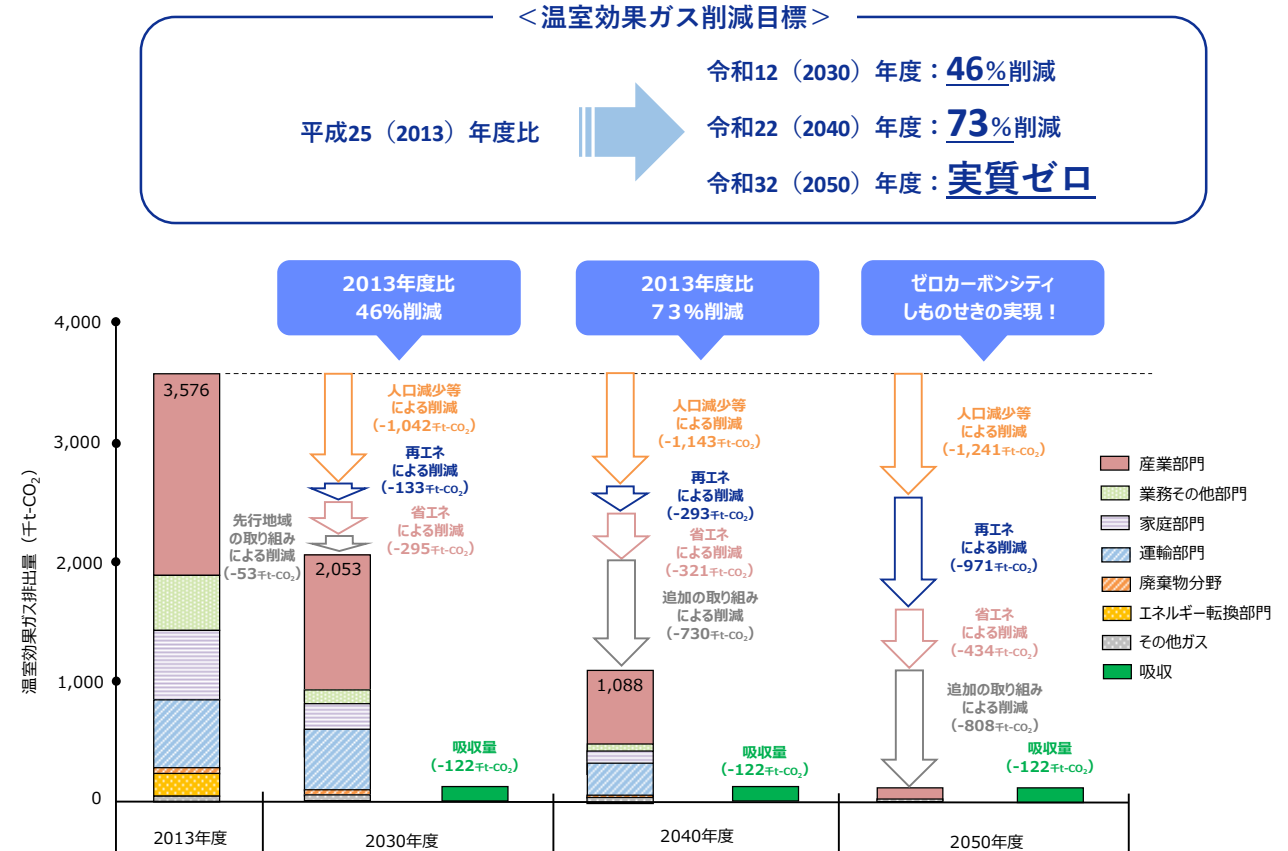 ＜温室効果ガス削減目標＞
平成25（2013）年度比
令和12（2030）年度：46%削減
令和22（2040）年度：73%削減
令和32（2050）年度：実質ゼロ
2013年度比
46%削減
2013年度比
73%削減
ゼロカーボンシティ
しものせきの実現！
温室効果ガス排出量（千t-CO₂）
4,000
3,000
2,000
1,000
0
3,576
人口減少等
による削減
(-1,042千t-CO₂)
再エネ
による削減
(-133千t-CO₂)
省エネ
による削減
(-295千t-CO₂)
先行地域
の取り組み
による削減
(-53千t-CO₂)
2,053
吸収量
(-122千t-CO₂)
人口減少等
による削減
(-1,143千t-CO₂)
再エネ
による削減
(-293千t-CO₂)
省エネ
による削減
(-321千t-CO₂)
追加の取り組み
による削減
(-730千t-CO₂)
1,088
吸収量
(-122千t-CO₂)
人口減少等
による削減
(-1,241千t-CO₂)
再エネ
による削減
(-971千t-CO₂)
省エネ
による削減
(-434千t-CO₂)
追加の取り組み
による削減
(-808千t-CO₂)
吸収量
(-122千t-CO₂)
産業部門
業務その他部門
家庭部門
運輸部門
廃棄物分野
エネルギー転換部門
その他ガス
吸収
2013年度
2030年度
2040年度
2050年度